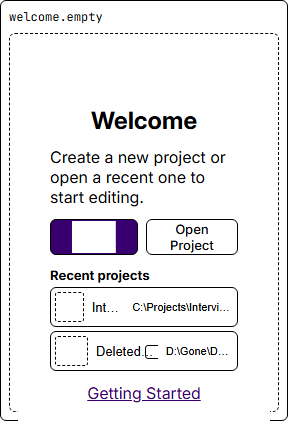 welcome.empty
Welcome
Create a new project or
open a recent one to
start editing.
Open
Project
Recent projects
Int… C:\Projects\Intervi…
Deleted… D:\Gone\D…
Getting Started